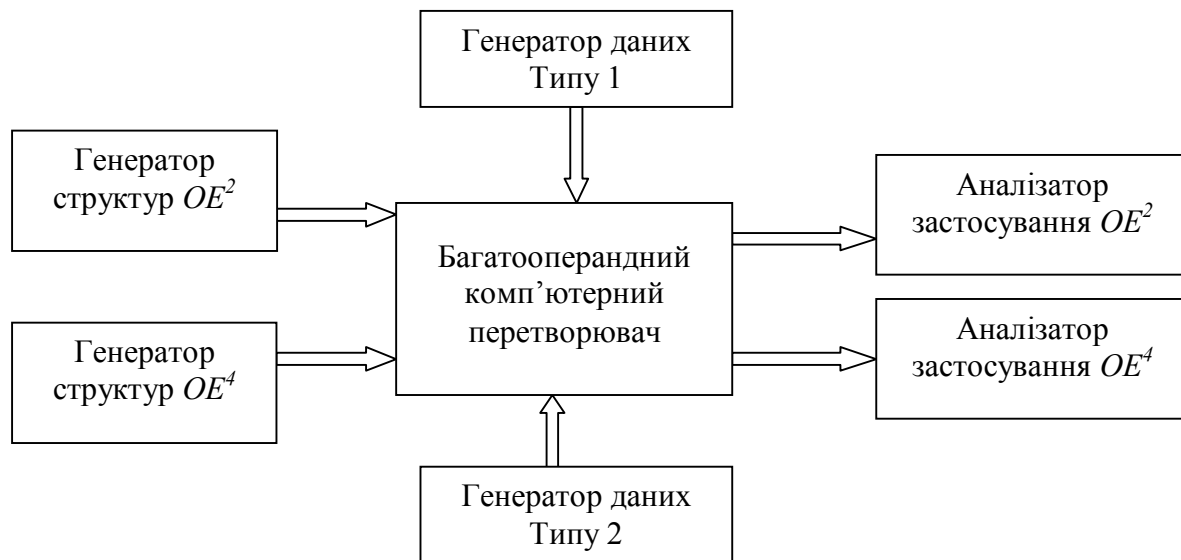 Генератор даних
Типу 1
Генератор
структур OE²
Аналізатор
застосування OE²
Багатооперандний
комп’ютерний
перетворювач
Генератор
структур OE⁴
Аналізатор
застосування OE⁴
Генератор даних
Типу 2